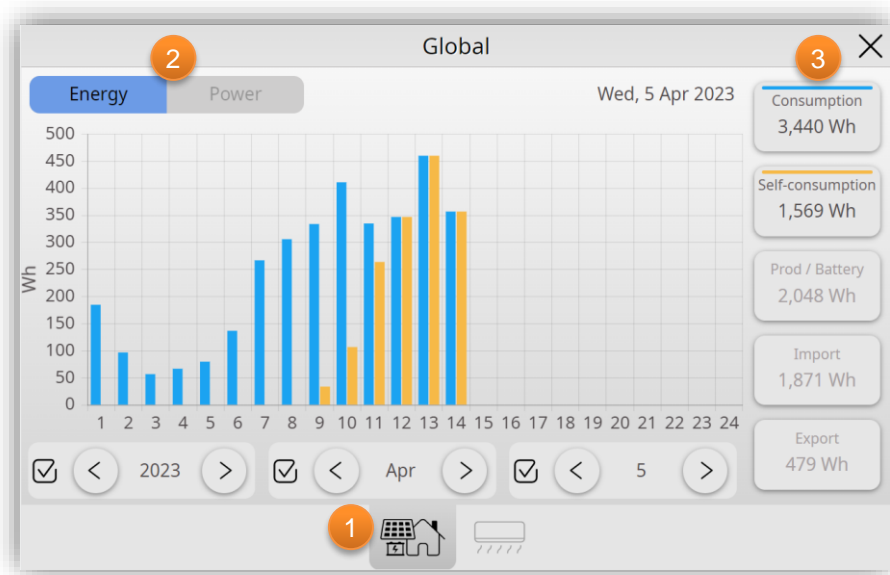 Global
2
3
Energy
Power
Wed, 5 Apr 2023
Consumption
3,440 Wh
Self-consumption
1,569 Wh
Prod / Battery
2,048 Wh
Import
1,871 Wh
Export
479 Wh
Wh
500
450
400
350
300
250
200
150
100
50
0
1 2 3 4 5 6 7 8 9 10 11 12 13 14 15 16 17 18 19 20 21 22 23 24
2023
Apr
5
1